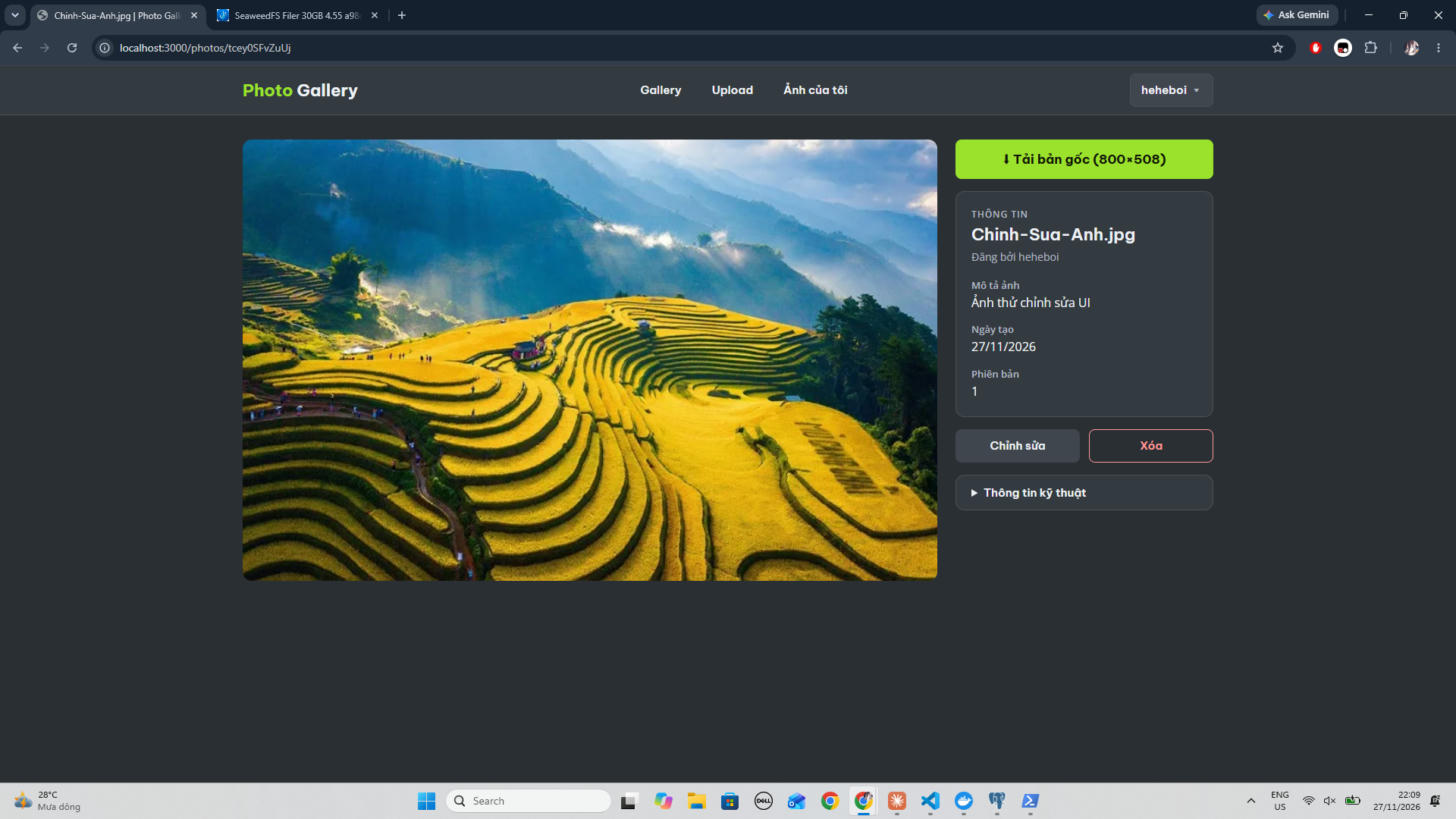 Chinh-Sua-Anh.jpg | Photo Gall
SeaweedFS Filer 30GB 4.55 a98
Ask Gemini
localhost:3000/photos/tcey0SFvZuUj
Photo Gallery
Gallery
Upload
Ảnh của tôi
heheboi
⬇ Tải bản gốc (800×508)
THÔNG TIN
Chinh-Sua-Anh.jpg
Đăng bởi heheboi
Mô tả ảnh
Ảnh thử chỉnh sửa UI
Ngày tạo
27/11/2026
Phiên bản
1
Chỉnh sửa
Xóa
Thông tin kỹ thuật
28°C
Mưa dông
Search
DELL
ENG
US
22:09
27/11/2026